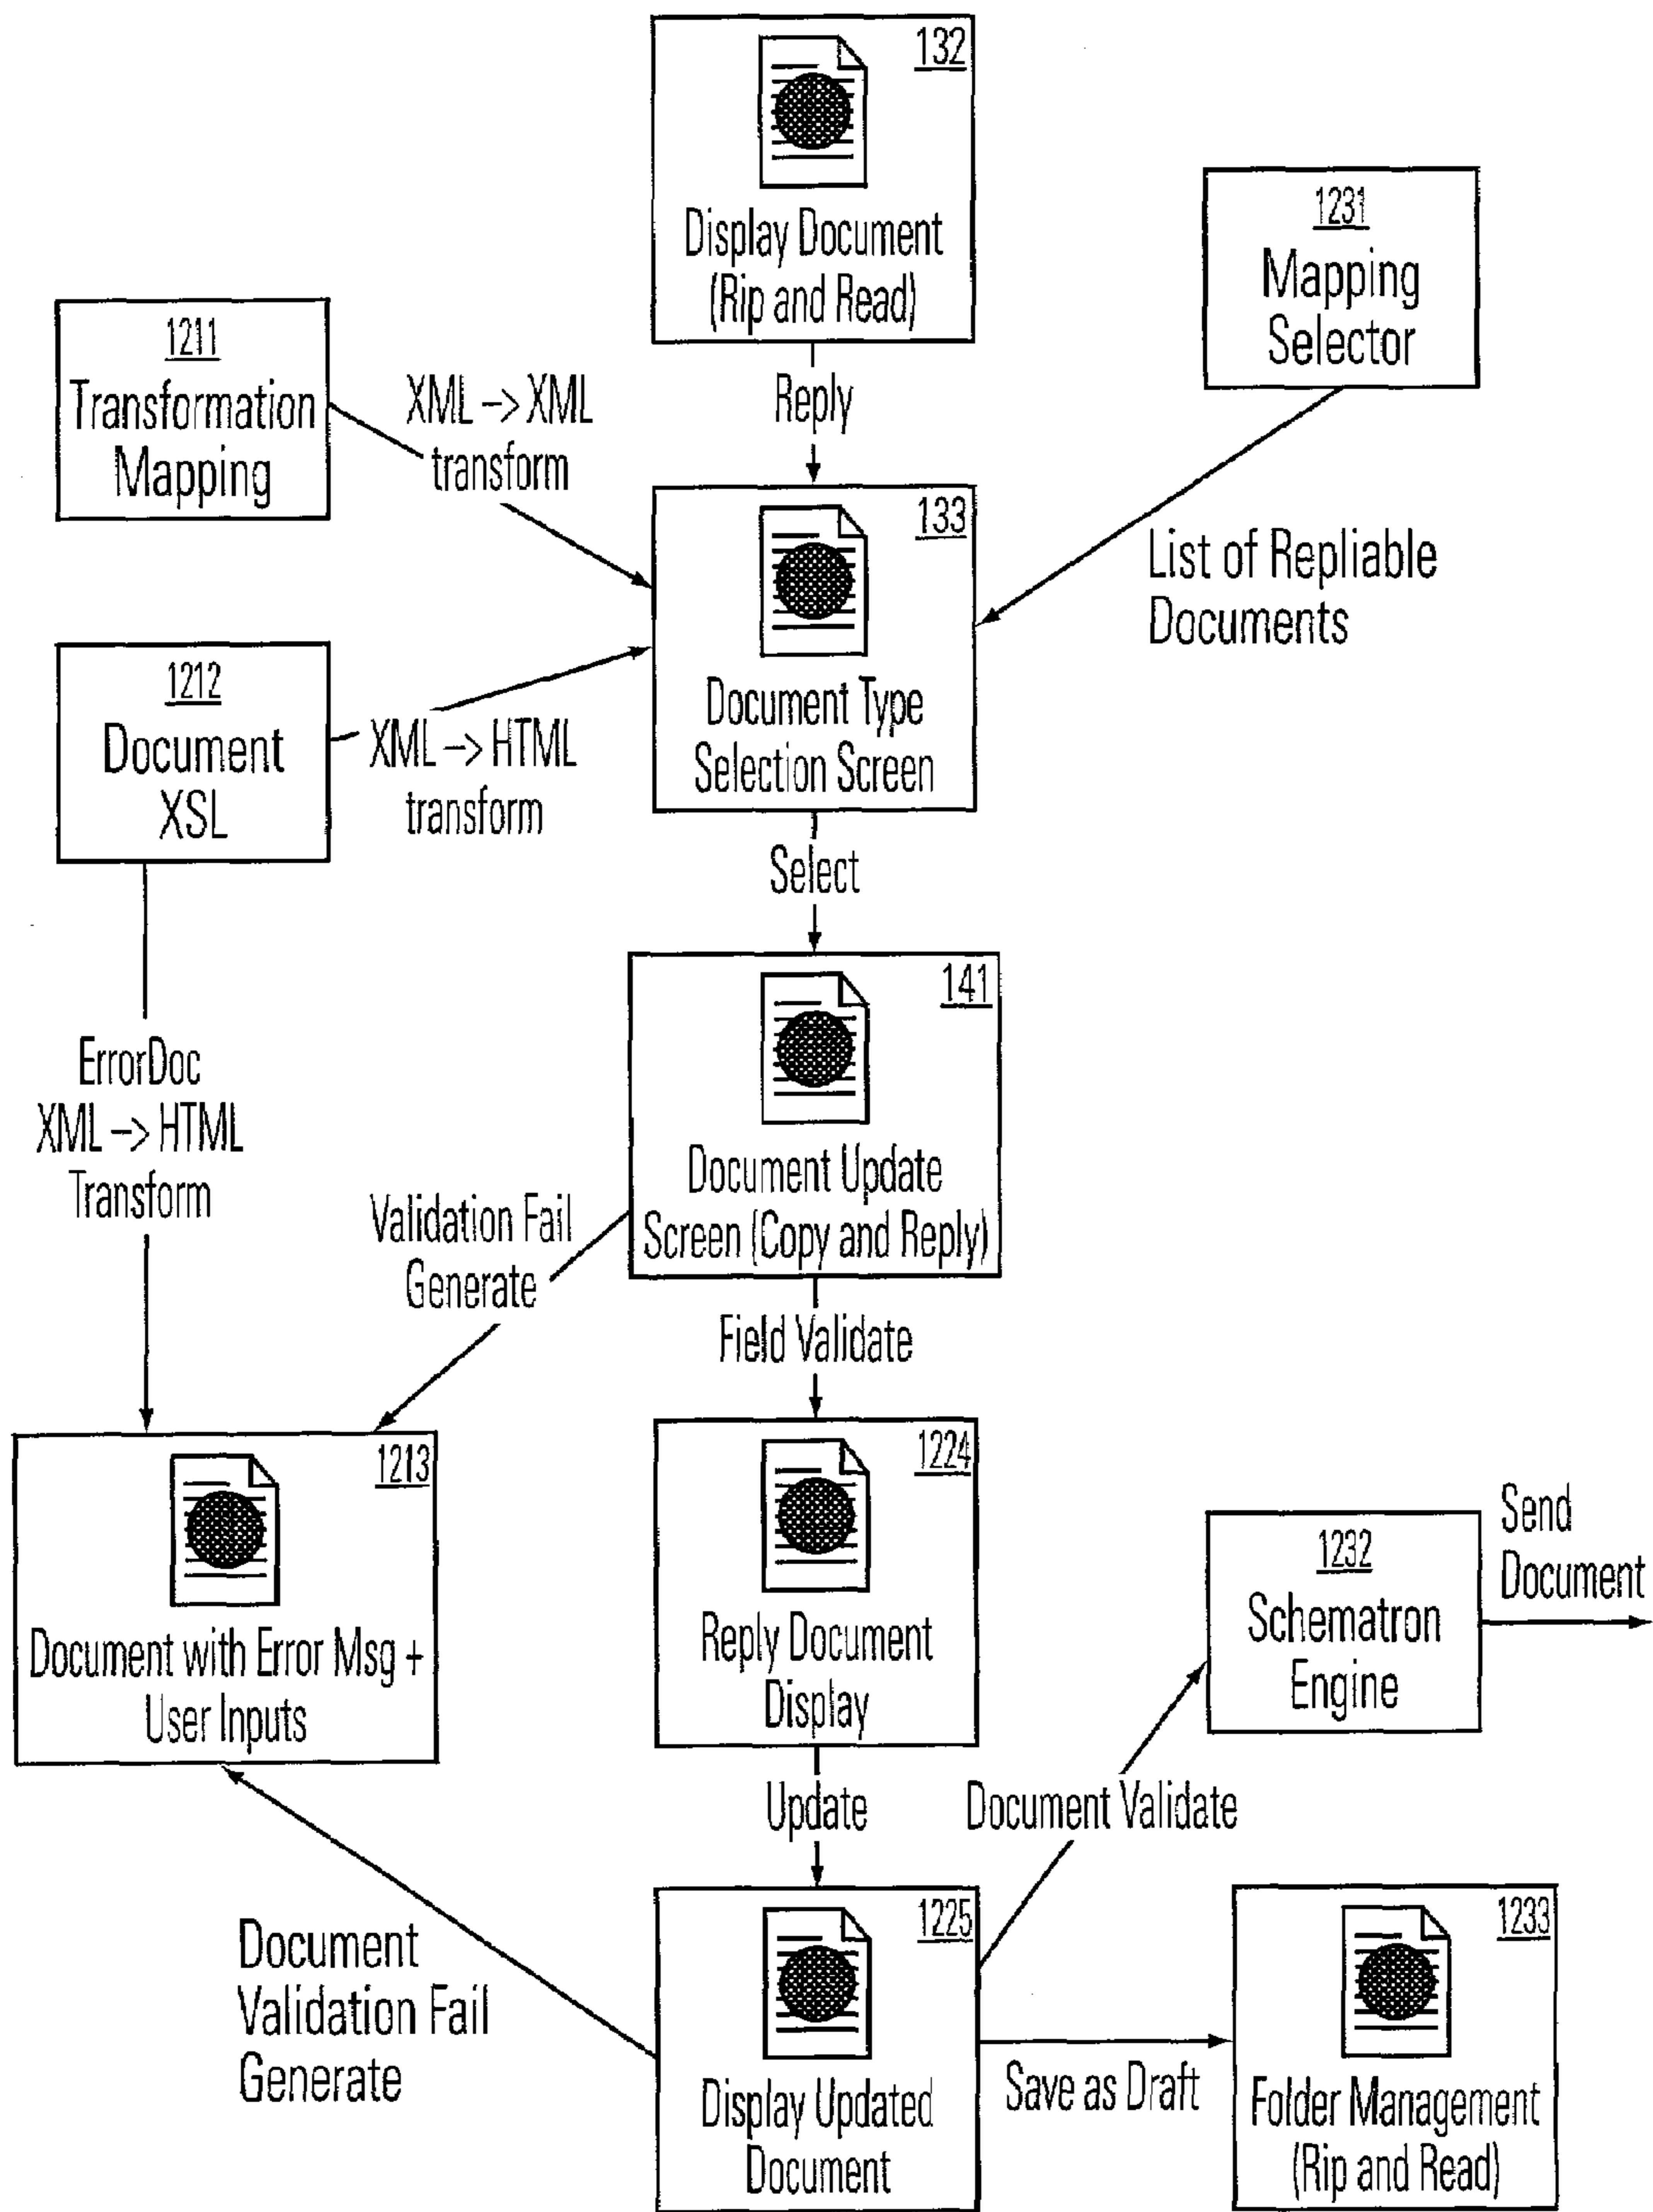 132
Display Document
(Rip and Read)
1231
Mapping
Selector
1211
Transformation
Mapping
XML -> XML
transform
Reply
133
Document Type
Selection Screen
List of Repliable
Documents
1212
Document
XSL
XML -> HTML
transform
Select
141
Document Update
Screen (Copy and Reply)
ErrorDoc
XML -> HTML
Transform
Validation Fail
Generate
Field Validate
1213
Document with Error Msg +
User Inputs
1224
Reply Document
Display
1232
Schematron
Engine
Send
Document
Update
Document Validate
Document
Validation Fail
Generate
1225
Display Updated
Document
Save as Draft
1233
Folder Management
(Rip and Read)